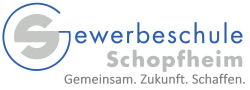 Gewerbeschule
Schopfheim
Gemeinsam. Zukunft. Schaffen.